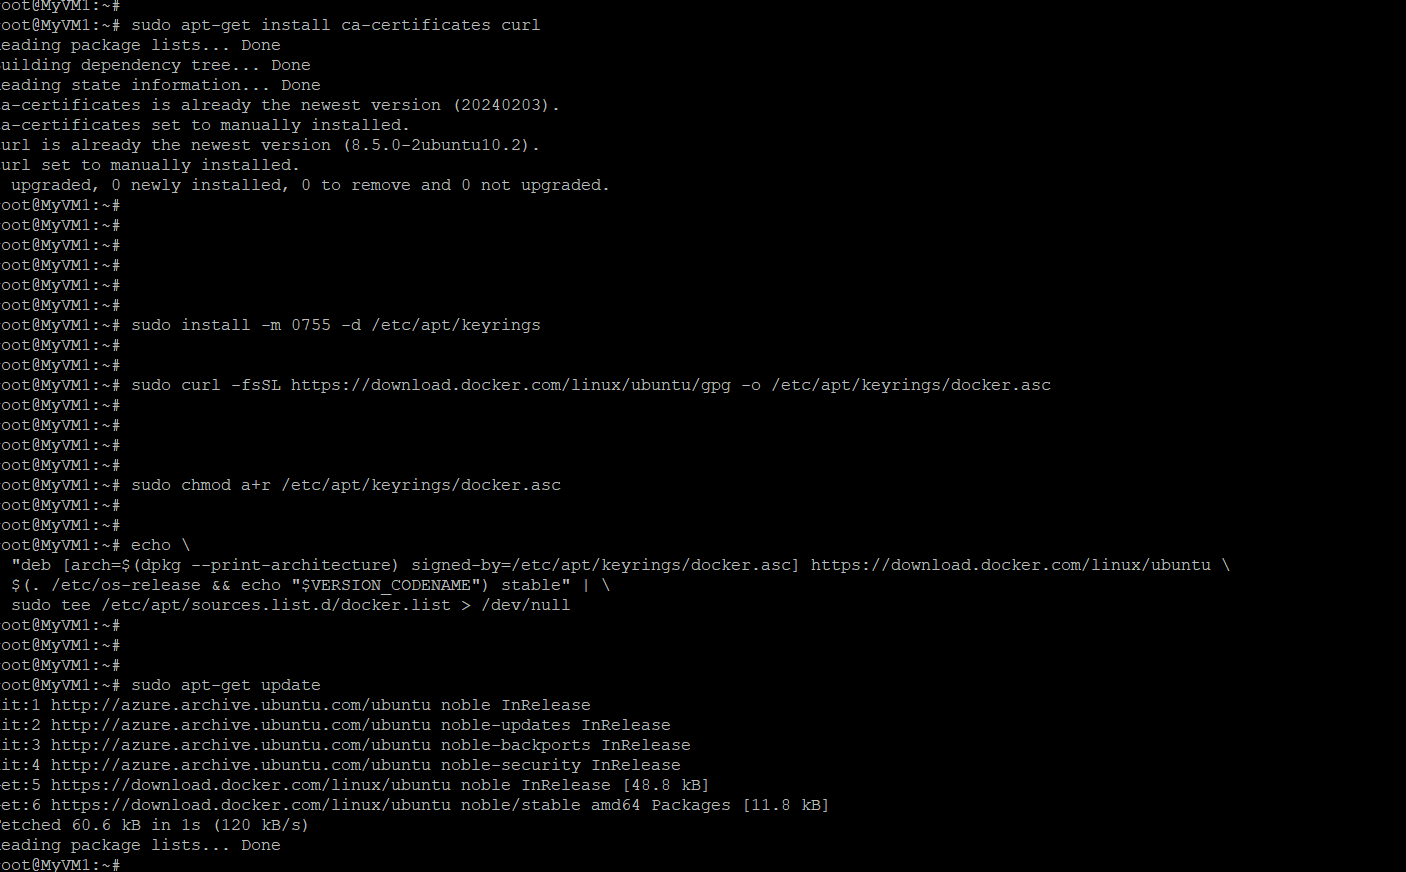 oot@MyVM1:~#
oot@MyVM1:~# sudo apt-get install ca-certificates curl
eading package lists... Done
uilding dependency tree... Done
eading state information... Done
a-certificates is already the newest version (20240203).
a-certificates set to manually installed.
url is already the newest version (8.5.0-2ubuntu10.2).
url set to manually installed.
 upgraded, 0 newly installed, 0 to remove and 0 not upgraded.
oot@MyVM1:~#
oot@MyVM1:~#
oot@MyVM1:~#
oot@MyVM1:~#
oot@MyVM1:~#
oot@MyVM1:~#
oot@MyVM1:~# sudo install -m 0755 -d /etc/apt/keyrings
oot@MyVM1:~#
oot@MyVM1:~#
oot@MyVM1:~# sudo curl -fsSL https://download.docker.com/linux/ubuntu/gpg -o /etc/apt/keyrings/docker.asc
oot@MyVM1:~#
oot@MyVM1:~#
oot@MyVM1:~#
oot@MyVM1:~#
oot@MyVM1:~# sudo chmod a+r /etc/apt/keyrings/docker.asc
oot@MyVM1:~#
oot@MyVM1:~#
oot@MyVM1:~# echo \
 "deb [arch=$(dpkg --print-architecture) signed-by=/etc/apt/keyrings/docker.asc] https://download.docker.com/linux/ubuntu \
 $(. /etc/os-release && echo "$VERSION_CODENAME") stable" | \
 sudo tee /etc/apt/sources.list.d/docker.list > /dev/null
oot@MyVM1:~#
oot@MyVM1:~#
oot@MyVM1:~#
oot@MyVM1:~# sudo apt-get update
it:1 http://azure.archive.ubuntu.com/ubuntu noble InRelease
it:2 http://azure.archive.ubuntu.com/ubuntu noble-updates InRelease
it:3 http://azure.archive.ubuntu.com/ubuntu noble-backports InRelease
it:4 http://azure.archive.ubuntu.com/ubuntu noble-security InRelease
et:5 https://download.docker.com/linux/ubuntu noble InRelease [48.8 kB]
et:6 https://download.docker.com/linux/ubuntu noble/stable amd64 Packages [11.8 kB]
etched 60.6 kB in 1s (120 kB/s)
eading package lists... Done
oot@MyVM1:~#